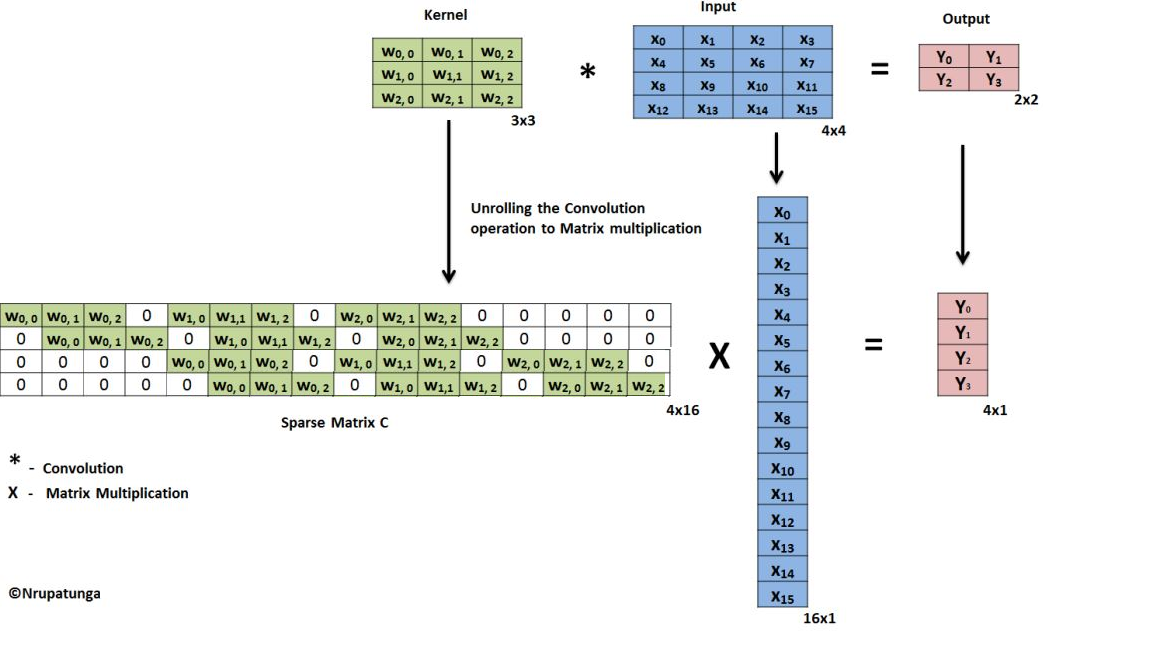 Kernel
Input
Output
w0, 0 w0, 1 w0, 2
w1, 0 w1,1 w1, 2
w2, 0 w2, 1 w2, 2
3x3
*
x0 x1 x2 x3
x4 x5 x6 x7
x8 x9 x10 x11
x12 x13 x14 x15
4x4
=
Y0 Y1
Y2 Y3
2x2
Unrolling the Convolution
operation to Matrix multiplication
w0, 0 w0, 1 w0, 2 0 w1, 0 w1,1 w1, 2 0 w2, 0 w2, 1 w2, 2 0 0 0 0 0
0 w0, 0 w0, 1 w0, 2 0 w1, 0 w1,1 w1, 2 0 w2, 0 w2, 1 w2, 2 0 0 0 0
0 0 0 0 w0, 0 w0, 1 w0, 2 0 w1, 0 w1,1 w1, 2 0 w2, 0 w2, 1 w2, 2 0
0 0 0 0 0 w0, 0 w0, 1 w0, 2 0 w1, 0 w1,1 w1, 2 0 w2, 0 w2, 1 w2, 2
4x16
Sparse Matrix C
X
x0
x1
x2
x3
x4
x5
x6
x7
x8
x9
x10
x11
x12
x13
x14
x15
16x1
=
Y0
Y1
Y2
Y3
4x1
* - Convolution
X - Matrix Multiplication
©Nrupatunga